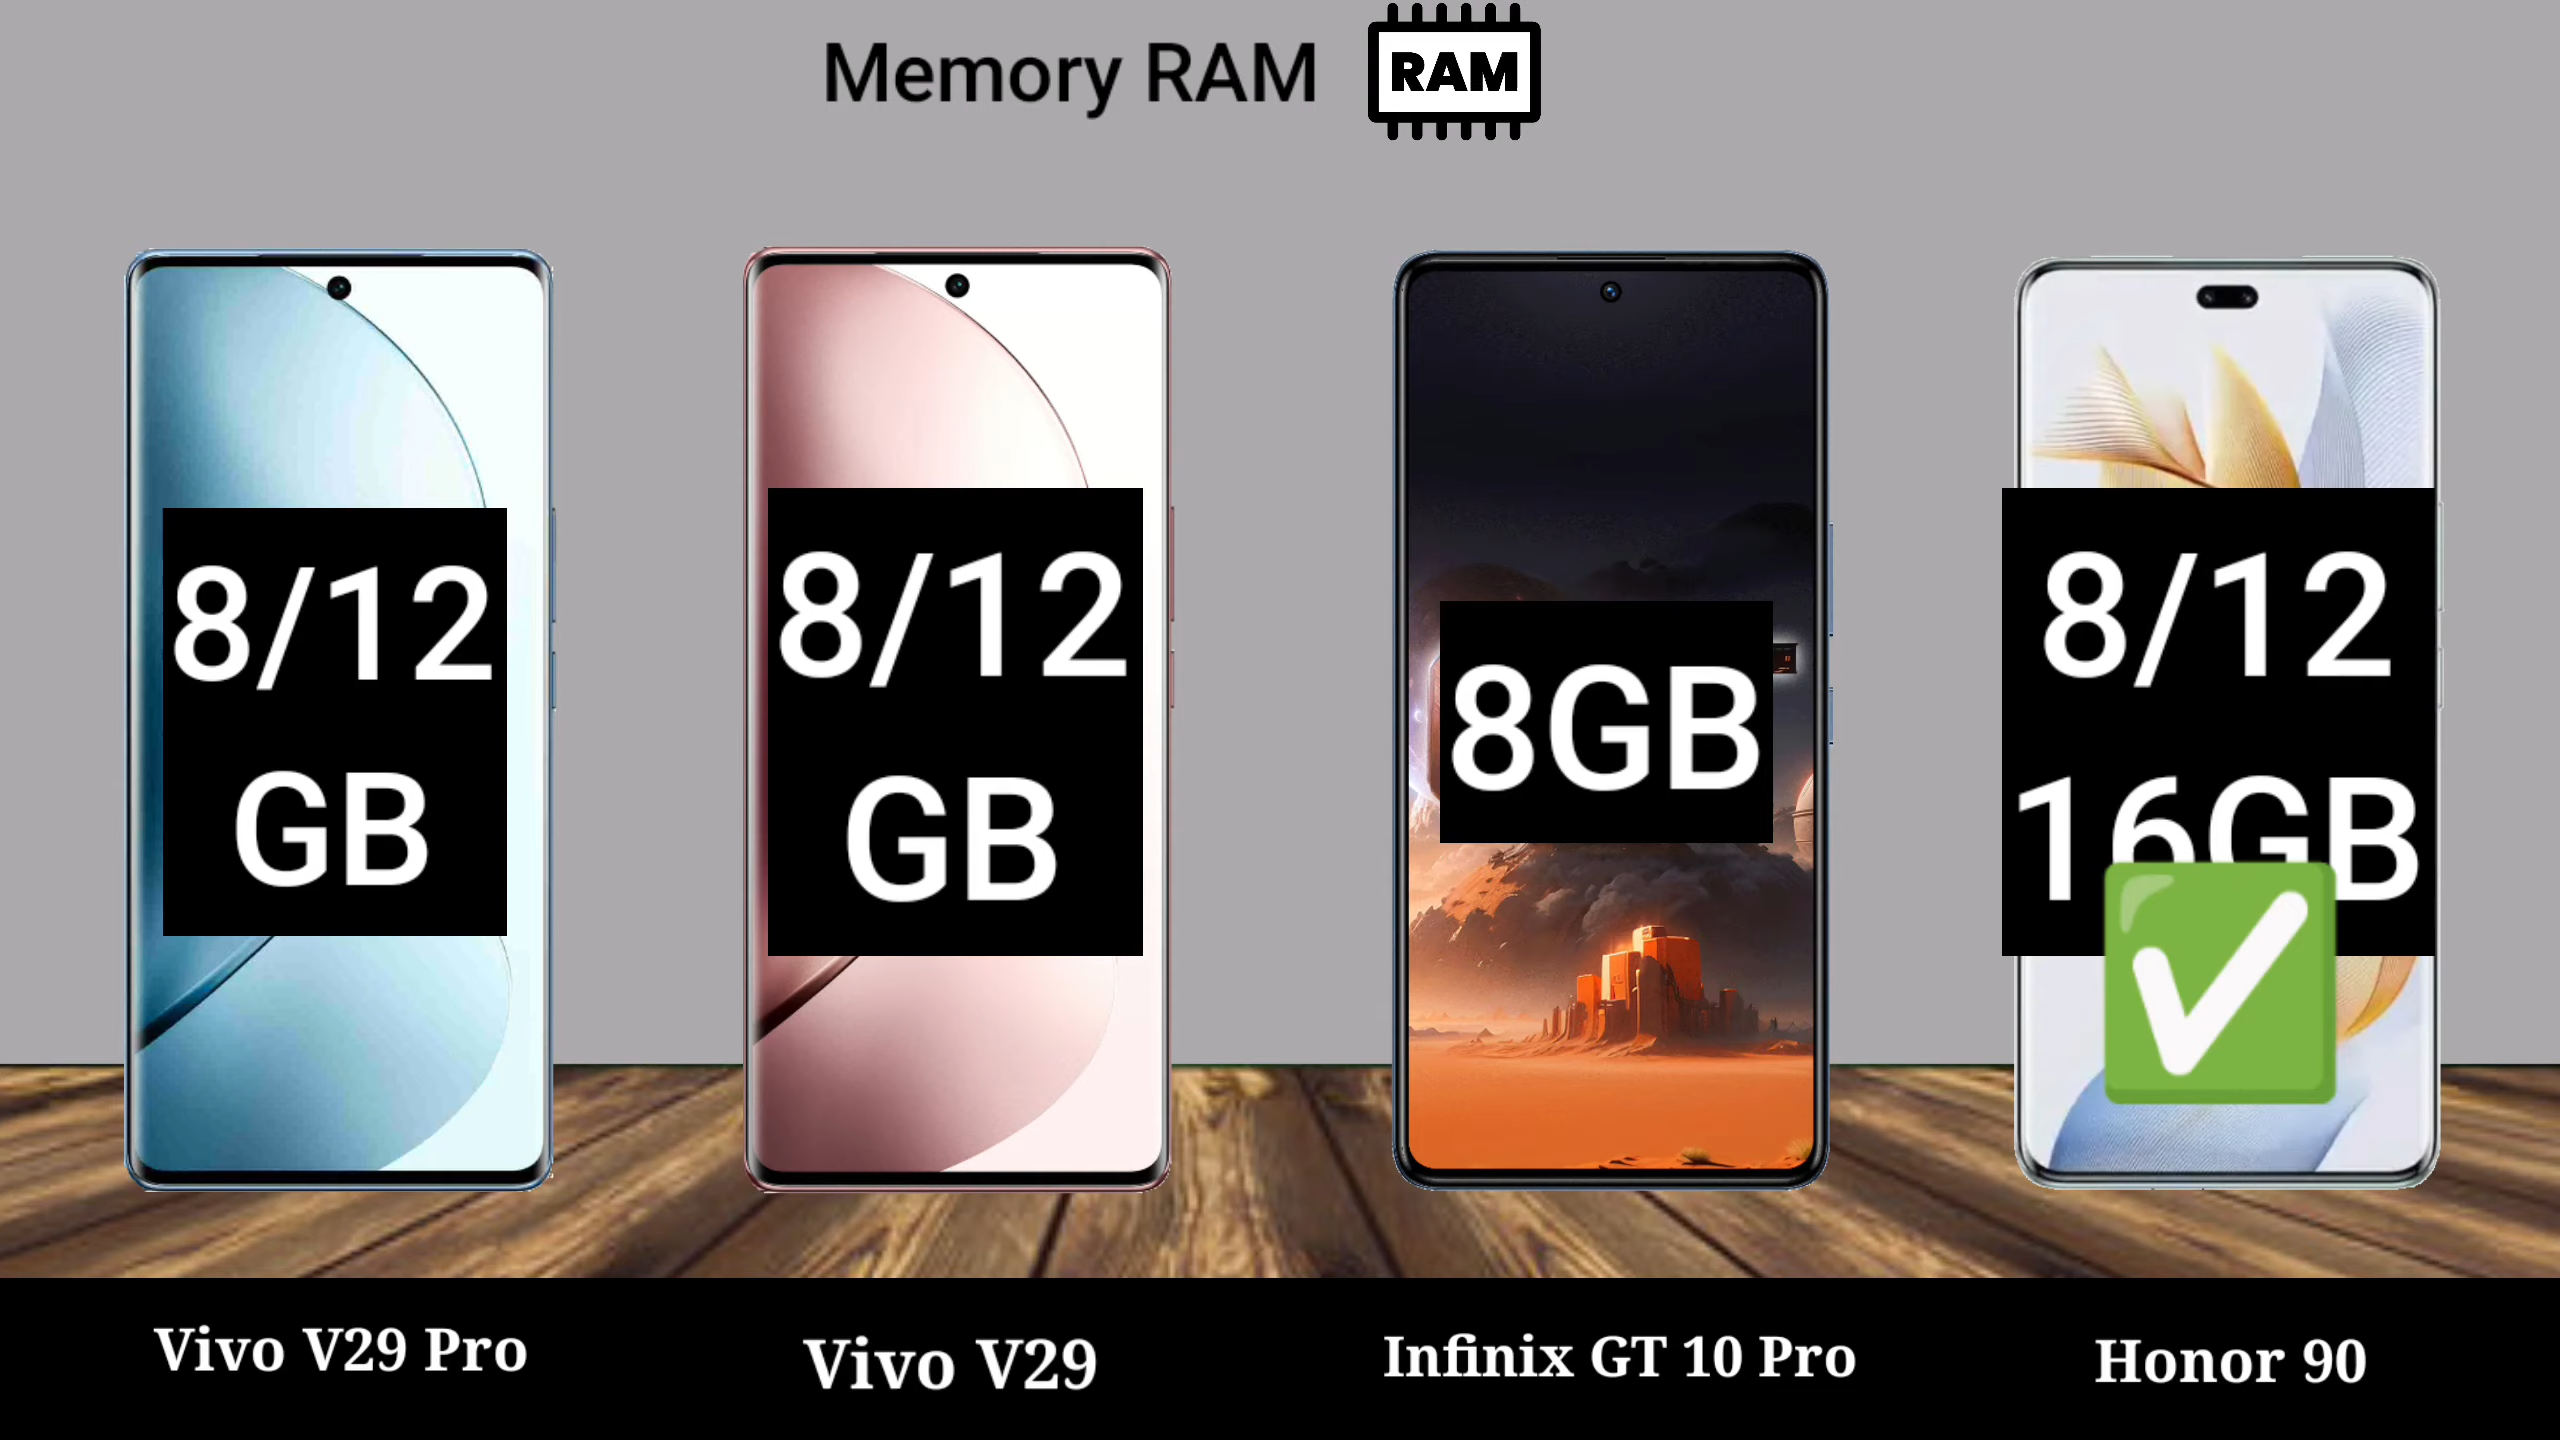 Memory RAM
RAM
8/12
GB
8/12
GB
8GB
8/12
16GB
Vivo V29 Pro
Vivo V29
Infinix GT 10 Pro
Honor 90